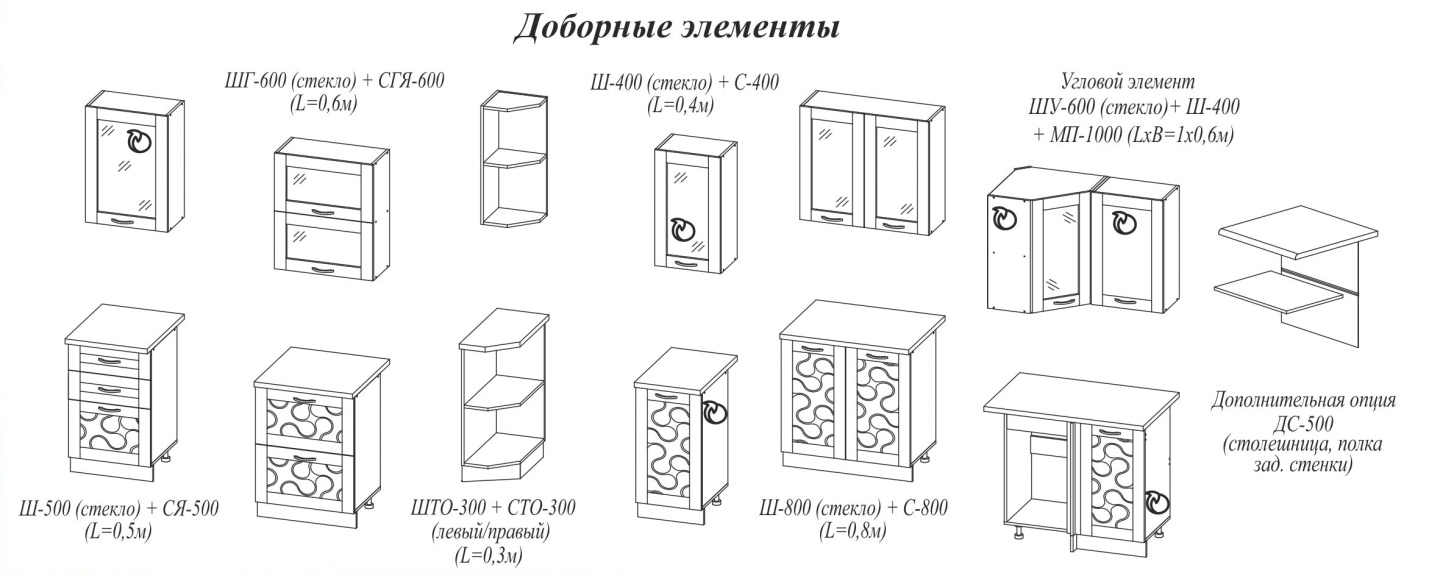 Доборные элементы
ШГ-600 (стекло) + СГЯ-600
(L=0,6м)
Ш-400 (стекло) + С-400
(L=0,4м)
Угловой элемент
ШУ-600 (стекло)+ Ш-400
+ МП-1000 (LxB=1x0,6м)
Дополнительная опция
ДС-500
(столешница, полка
зад. стенки)
Ш-500 (стекло) + СЯ-500
(L=0,5м)
ШТО-300 + СТО-300
(левый/правый)
(L=0,3м)
Ш-800 (стекло) + С-800
(L=0,8м)